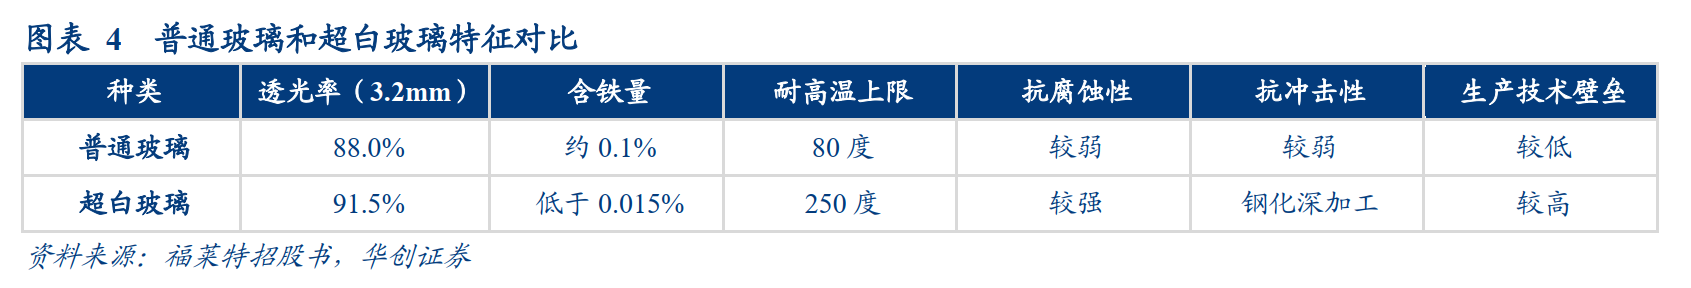 图表 4 普通玻璃和超白玻璃特征对比
种类 透光率（3.2mm） 含铁量 耐高温上限 抗腐蚀性 抗冲击性 生产技术壁垒
普通玻璃 88.0% 约 0.1% 80 度 较弱 较弱 较低
超白玻璃 91.5% 低于 0.015% 250 度 较强 钢化深加工 较高
资料来源：福莱特招股书，华创证券